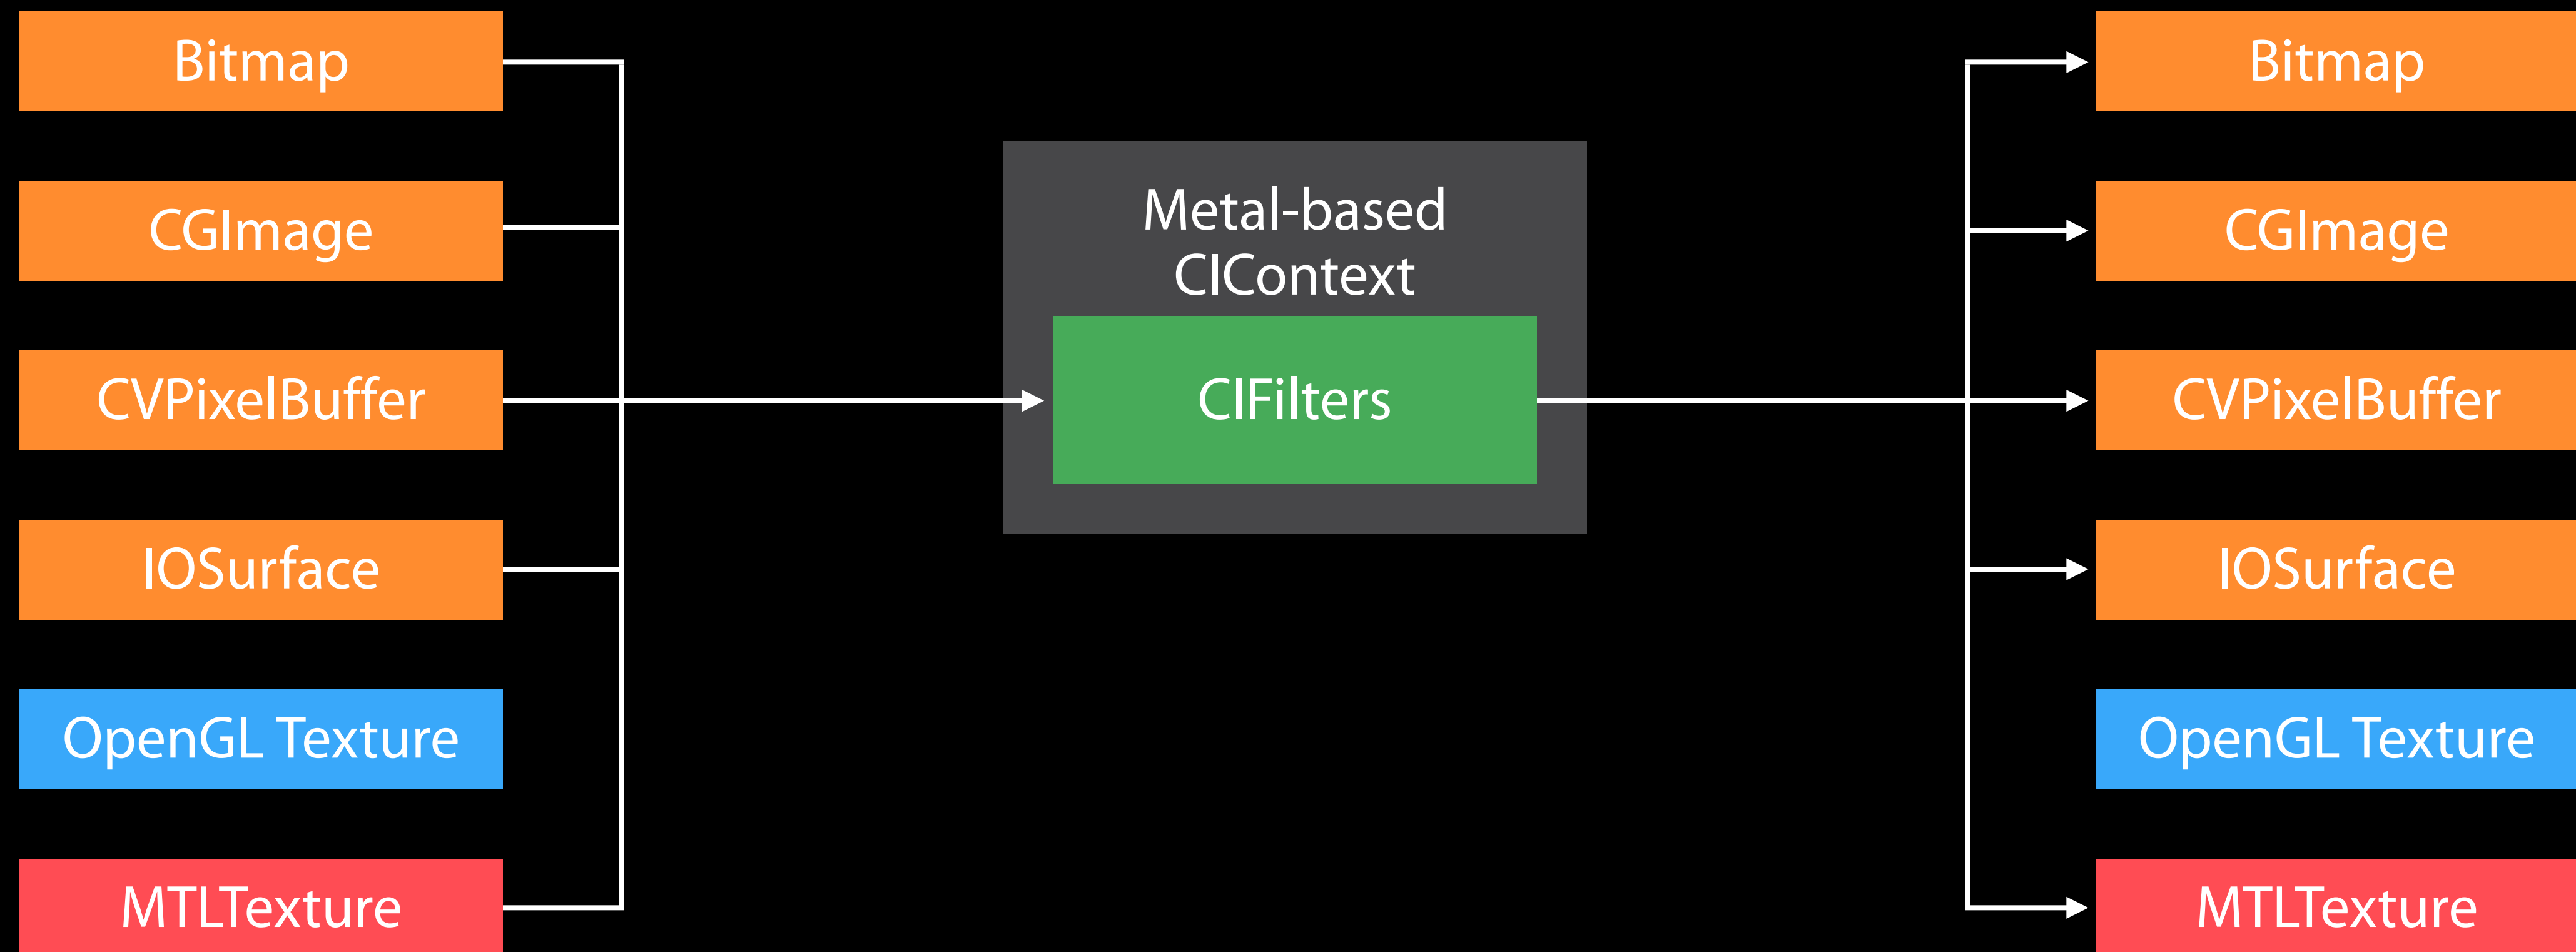 Bitmap
CGImage
CVPixelBuffer
IOSurface
OpenGL Texture
MTLTexture
Metal-based
CIContext
CIFilters
Bitmap
CGImage
CVPixelBuffer
IOSurface
OpenGL Texture
MTLTexture